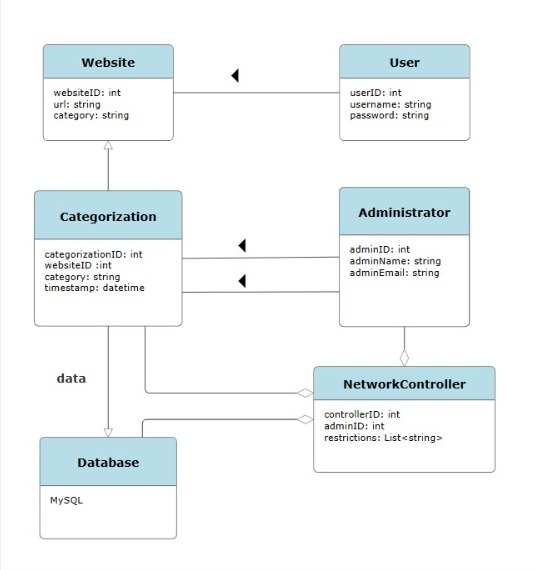 Website
websiteID: int
url: string
category: string
User
userID: int
username: string
password: string
Categorization
categorizationID: int
websiteID :int
category: string
timestamp: datetime
Administrator
adminID: int
adminName: string
adminEmail: string
data
NetworkController
controllerID: int
adminID: int
restrictions: List<string>
Database
MySQL